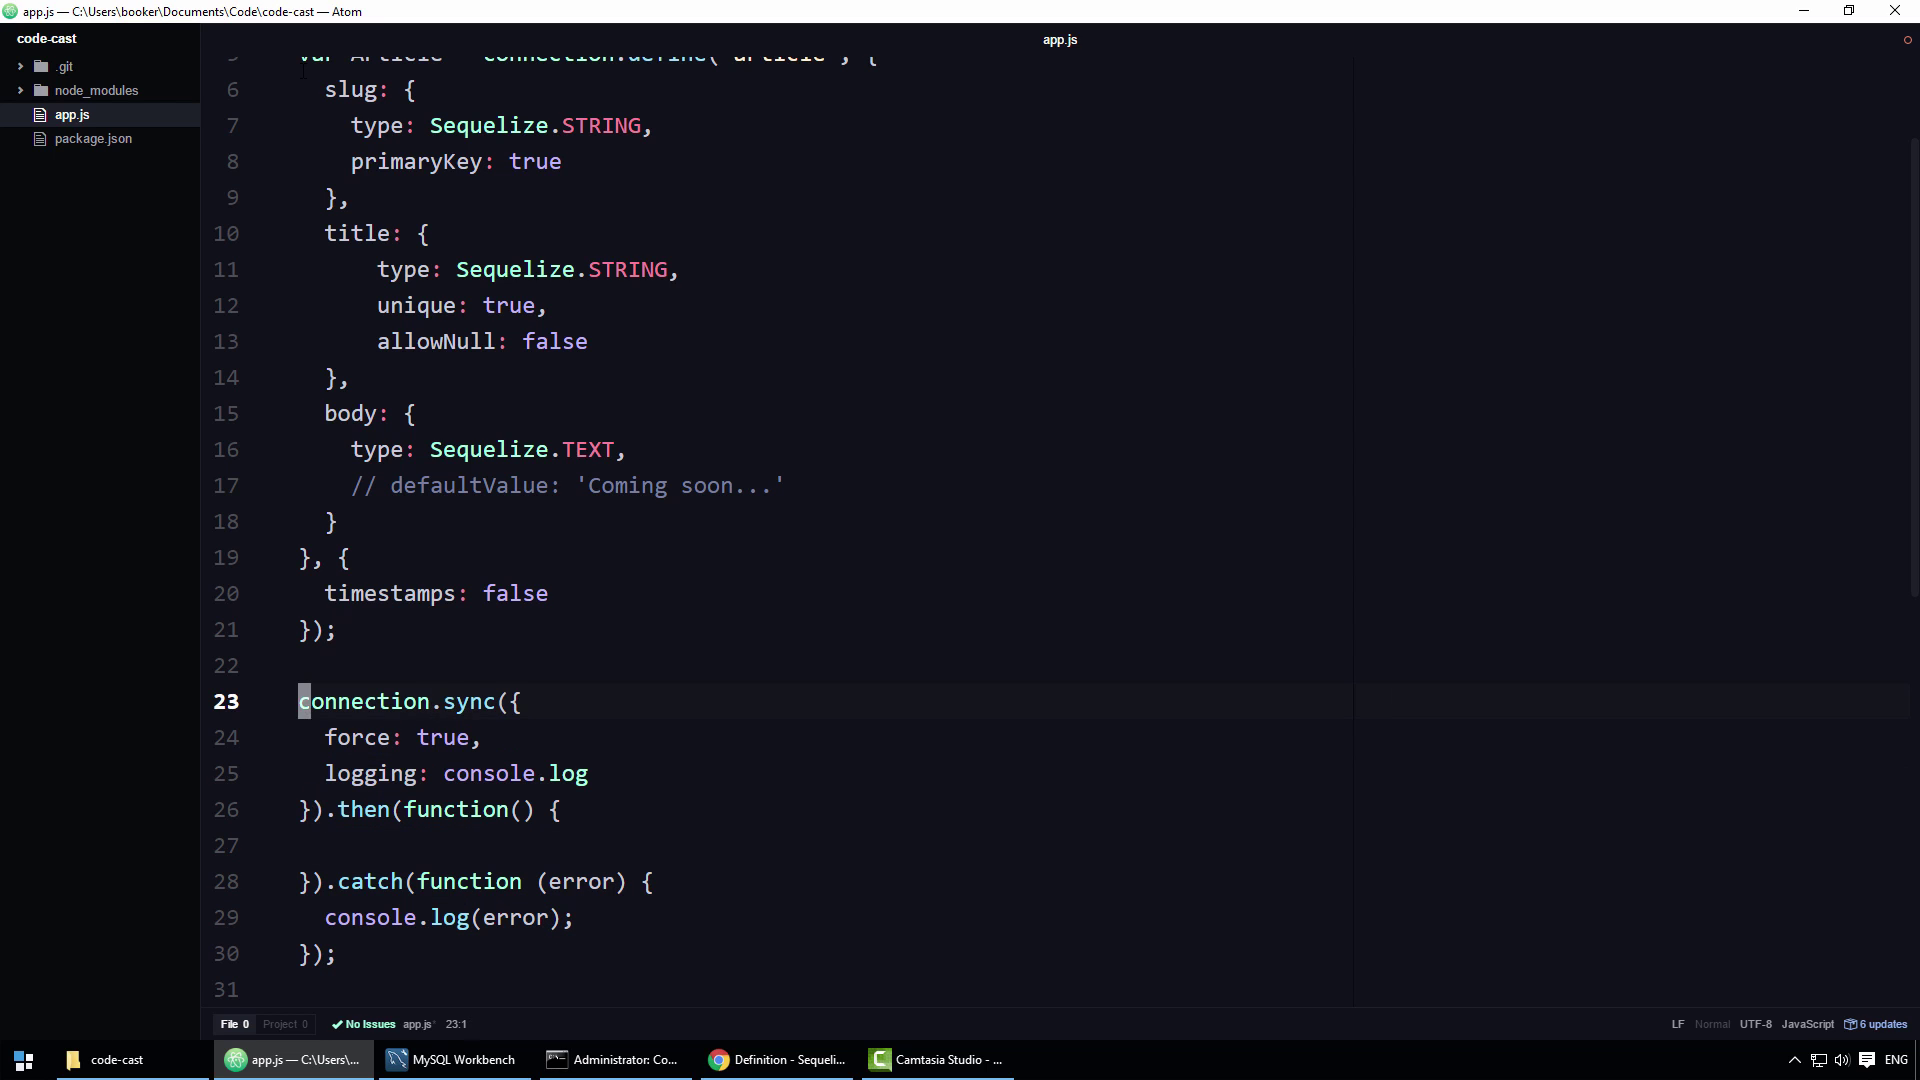 app.js — C:\Users\booker\Documents\Code\code-cast — Atom
code-cast
.git
node_modules
app.js
package.json
app.js
5 var Article = connection.define('article', {
6 slug: {
7 type: Sequelize.STRING,
8 primaryKey: true
9 },
10 title: {
11 type: Sequelize.STRING,
12 unique: true,
13 allowNull: false
14 },
15 body: {
16 type: Sequelize.TEXT,
17 // defaultValue: 'Coming soon...'
18 }
19 }, {
20 timestamps: false
21 });
22
23 connection.sync({
24 force: true,
25 logging: console.log
26 }).then(function() {
27
28 }).catch(function (error) {
29 console.log(error);
30 });
31
File 0 Project 0 No Issues app.js* 23:1 LF Normal UTF-8 JavaScript 6 updates
code-cast app.js — C:\Users\... MySQL Workbench Administrator: Co... Definition - Sequeli... Camtasia Studio - ... ENG